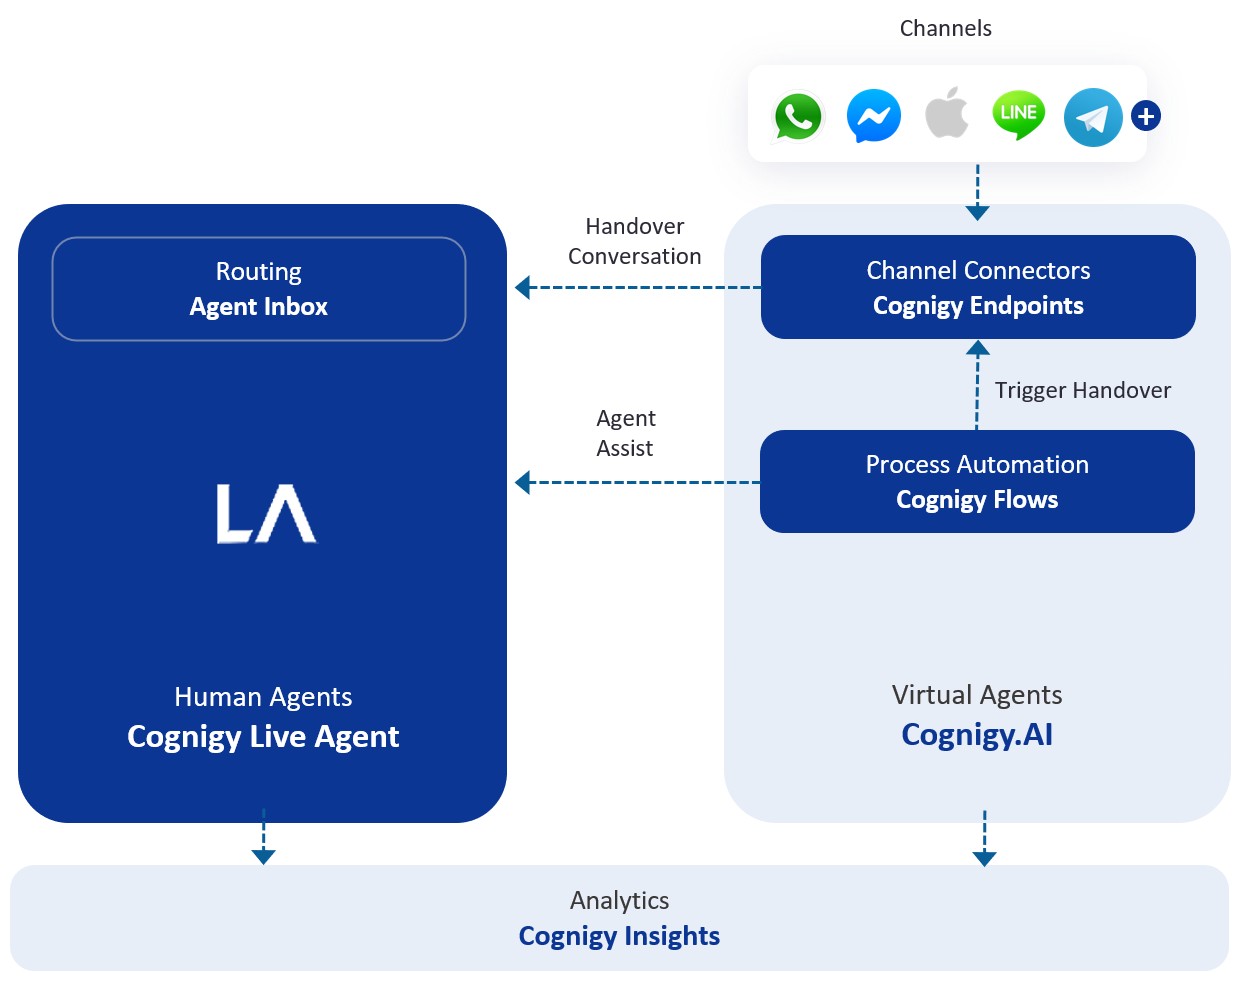 Channels
LINE
Handover
Conversation
Routing
Agent Inbox
Channel Connectors
Cognigy Endpoints
Trigger Handover
Agent
Assist
Process Automation
Cognigy Flows
LA
Human Agents
Cognigy Live Agent
Virtual Agents
Cognigy.AI
Analytics
Cognigy Insights